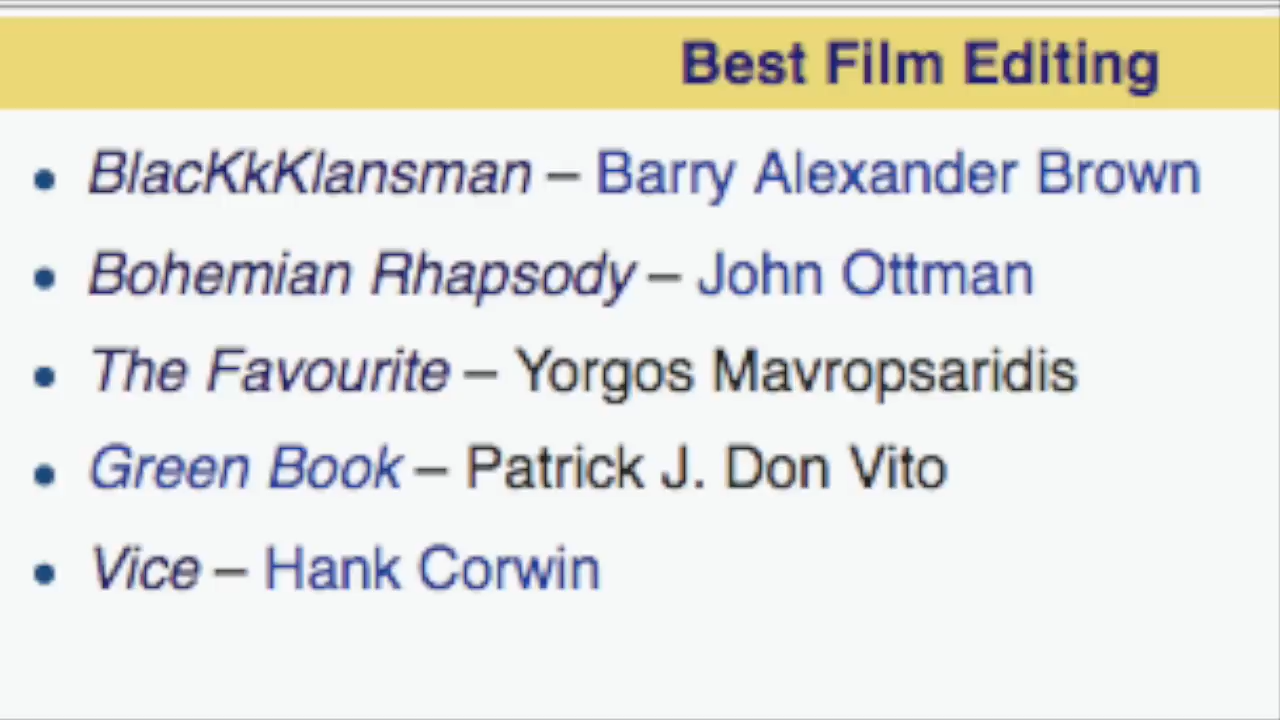 Best Film Editing
• BlacKkKlansman – Barry Alexander Brown
• Bohemian Rhapsody – John Ottman
• The Favourite – Yorgos Mavropsaridis
• Green Book – Patrick J. Don Vito
• Vice – Hank Corwin